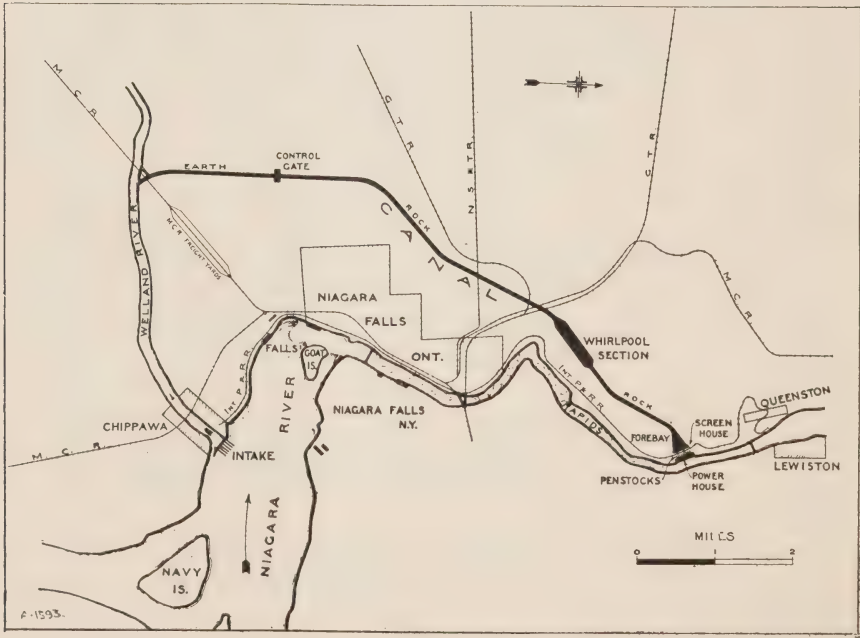 M. C. R.
G T R
N. S. & T. R.
G T R
EARTH
CONTROL
GATE
ROCK
CANAL
M.C.R. FREIGHT YARDS
WELLAND RIVER
M. C. R.
NIAGARA
FALLS
ONT.
WHIRLPOOL
SECTION
FALLS
GOAT
IS.
INT. P & R R
INT. P & R R
RAPIDS
ROCK
RIVER
NIAGARA FALLS
N.Y.
CHIPPAWA
INTAKE
M. C. R.
FOREBAY
SCREEN
HOUSE
QUEENSTON
PENSTOCKS
POWER
HOUSE
LEWISTON
NIAGARA
NAVY
IS.
MILES
0 1 2
F-1593.